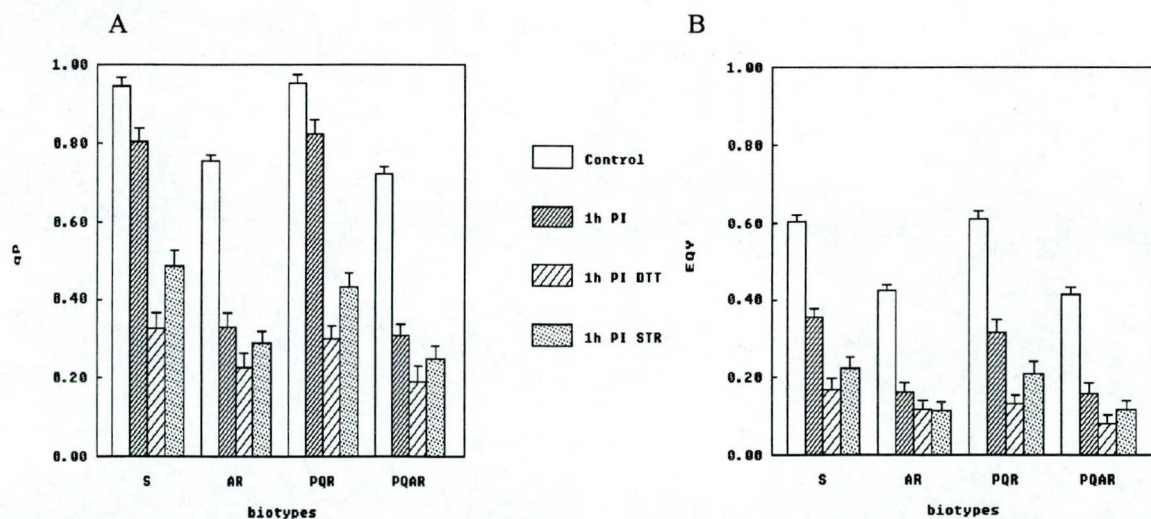 A
1.00
0.80
0.60
0.40
0.20
0.00
qP
S AR PQR PQAR
biotypes
Control
1h PI
1h PI DTT
1h PI STR
B
1.00
0.80
0.60
0.40
0.20
0.00
EQY
S AR PQR PQAR
biotypes